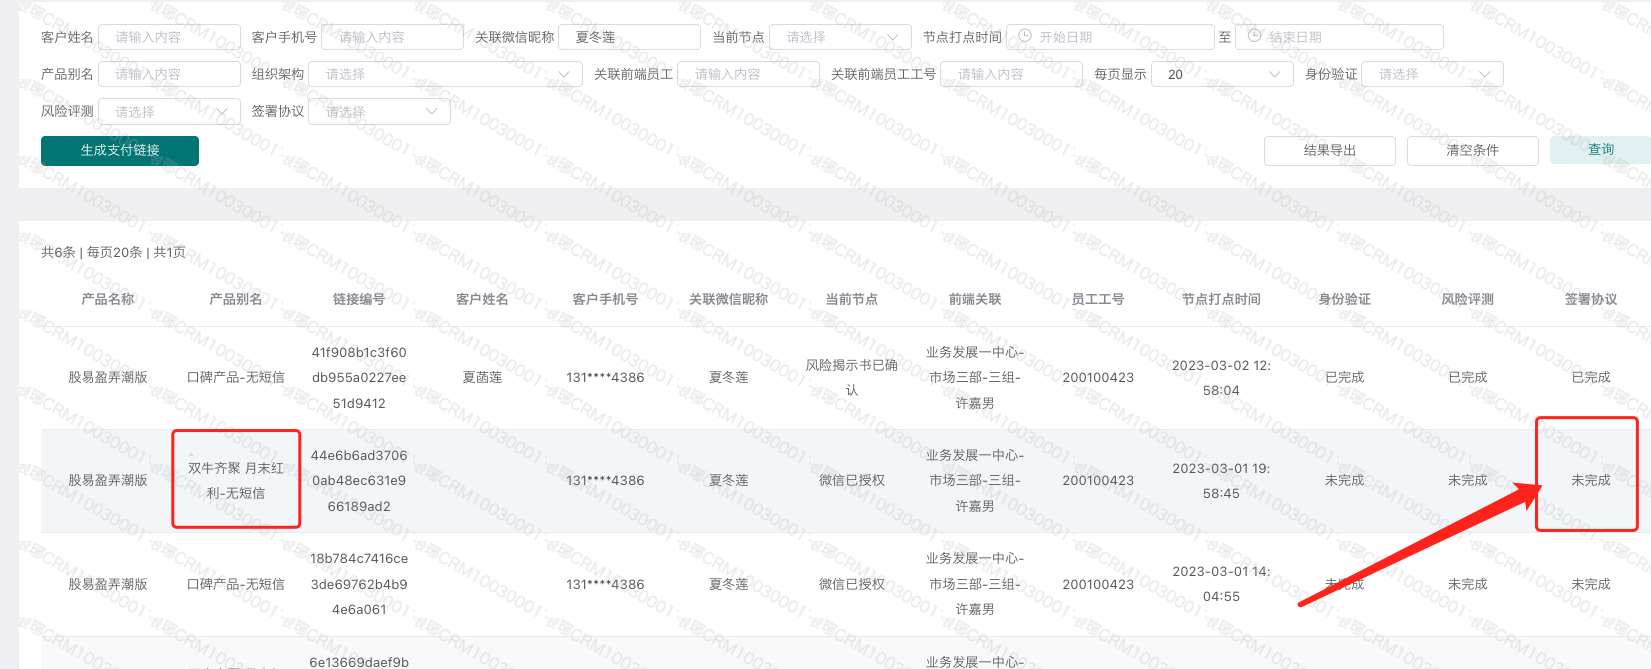 客户姓名 请输入内容 客户手机号 请输入内容 关联微信昵称 夏冬莲 当前节点 请选择 节点打点时间 开始日期 至 结束日期
产品别名 请输入内容 组织架构 请选择 关联前端员工 请输入内容 关联前端员工工号 请输入内容 每页显示 20 身份验证 请选择
风险评测 请选择 签署协议 请选择
生成支付链接 结果导出 清空条件 查询
共6条 | 每页20条 | 共1页
产品名称 产品别名 链接编号 客户姓名 客户手机号 关联微信昵称 当前节点 前端关联 员工工号 节点打点时间 身份验证 风险评测 签署协议
41f908b1c3f60 业务发展一中心-
风险揭示书已确 2023-03-02 12:
股易盈弄潮版 口碑产品-无短信 db955a0227ee 夏菡莲 131****4386 夏冬莲 市场三部-三组- 200100423 已完成 已完成 已完成
认 58:04
51d9412 许嘉男
44e6b6ad3706 业务发展一中心-
双牛齐聚 月末红 2023-03-01 19:
股易盈弄潮版 0ab48ec631e9 131****4386 夏冬莲 微信已授权 市场三部-三组- 200100423 未完成 未完成 未完成
利-无短信 58:45
66189ad2 许嘉男
18b784c7416ce 业务发展一中心-
2023-03-01 14:
股易盈弄潮版 口碑产品-无短信 3de69762b4b9 131****4386 夏冬莲 微信已授权 市场三部-三组- 200100423 未完成 未完成 未完成
04:55
4e6a061 许嘉男
6e13669daef9b 业务发展一中心-